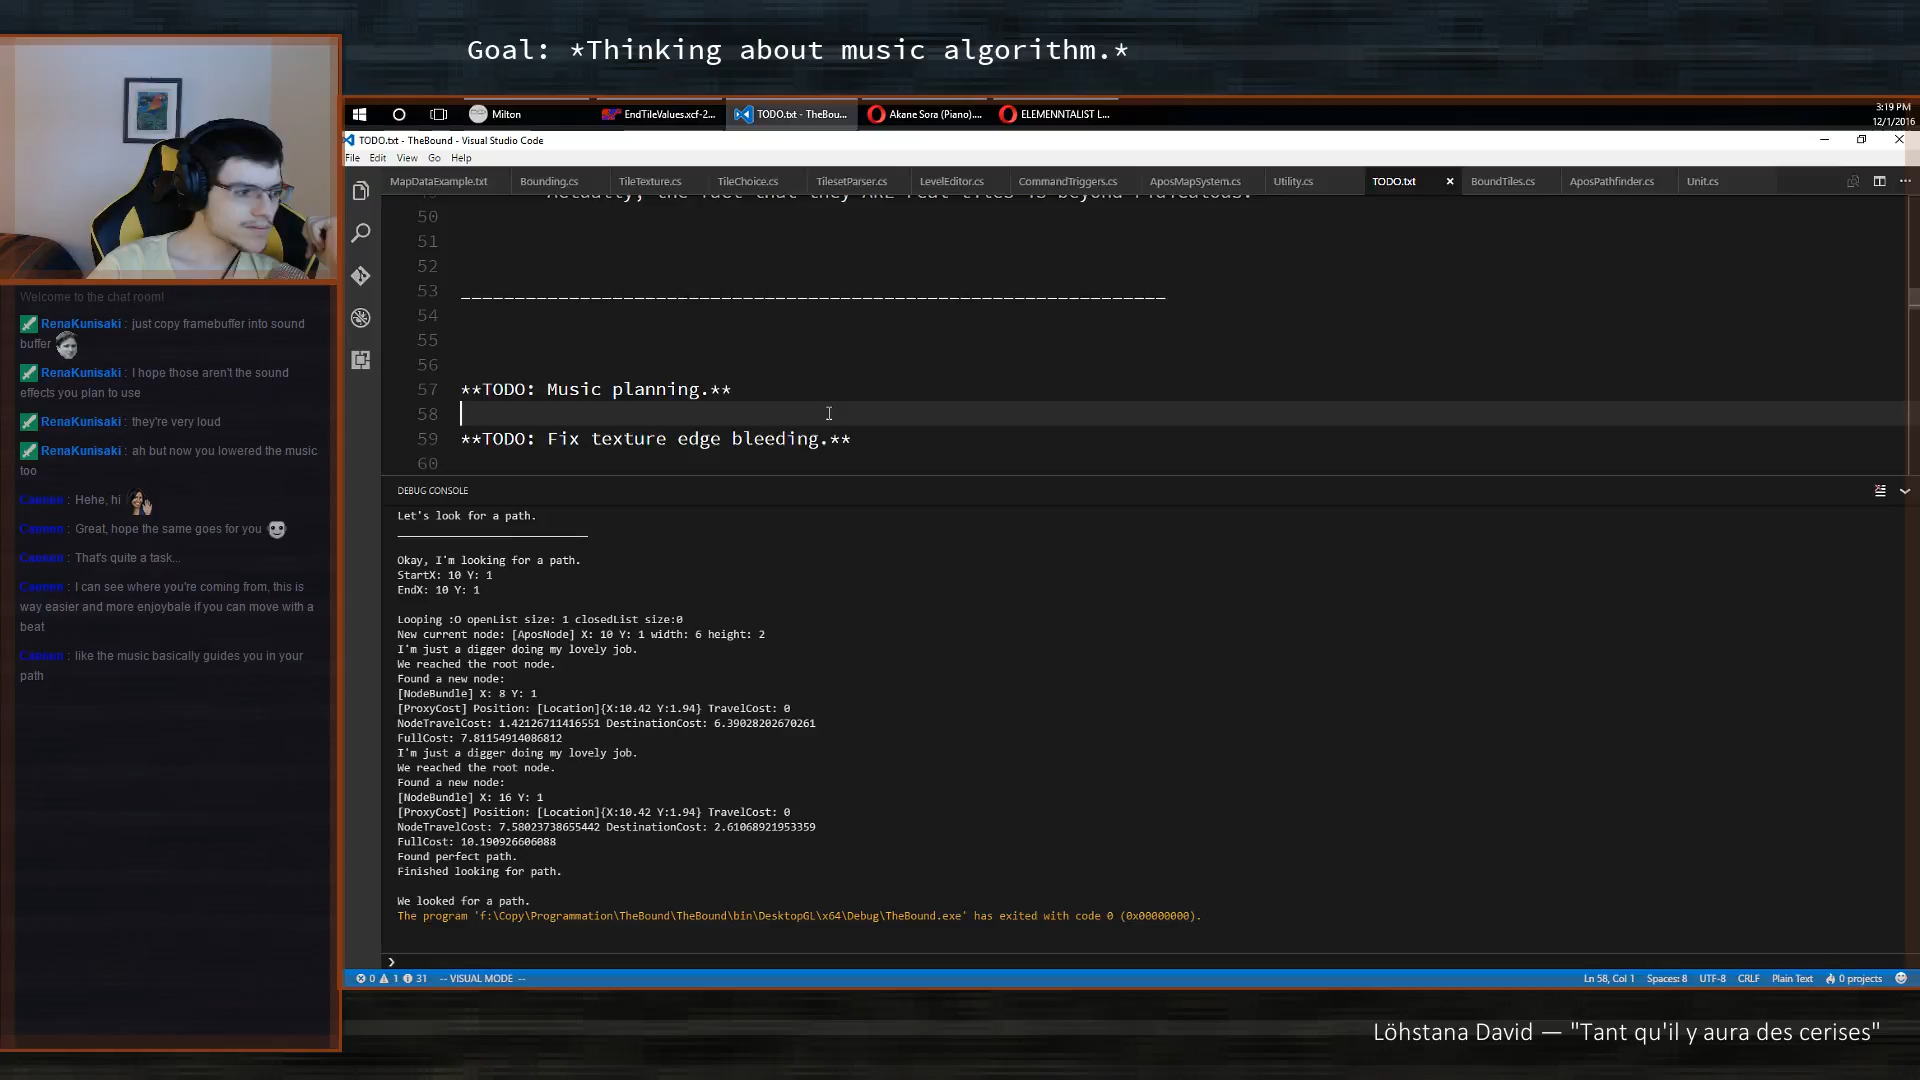 Goal: *Thinking about music algorithm.*
Milton
EndTileValues.xcf-2...
TODO.txt - TheBou...
Akane Sora (Piano)....
ELEMENNTALIST L...
3:19 PM
12/1/2016
TODO.txt - TheBound - Visual Studio Code
File Edit View Go Help
MapDataExample.txt
Bounding.cs
TileTexture.cs
TileChoice.cs
TilesetParser.cs
LevelEditor.cs
CommandTriggers.cs
AposMapSystem.cs
Utility.cs
TODO.txt
BoundTiles.cs
AposPathfinder.cs
Unit.cs
Actually, the fact that they ARE real tiles is beyond ridiculous.
50
51
52
53 _________________________________________________________________
54
55
56
57 **TODO: Music planning.**
58
59 **TODO: Fix texture edge bleeding.**
60
DEBUG CONSOLE
Let's look for a path.
______________________________
Okay, I'm looking for a path.
StartX: 10 Y: 1
EndX: 10 Y: 1
Looping :O openList size: 1 closedList size:0
New current node: [AposNode] X: 10 Y: 1 width: 6 height: 2
I'm just a digger doing my lovely job.
We reached the root node.
Found a new node:
[NodeBundle] X: 8 Y: 1
[ProxyCost] Position: [Location]{X:10.42 Y:1.94} TravelCost: 0
NodeTravelCost: 1.42126711416551 DestinationCost: 6.39028202670261
FullCost: 7.81154914086812
I'm just a digger doing my lovely job.
We reached the root node.
Found a new node:
[NodeBundle] X: 16 Y: 1
[ProxyCost] Position: [Location]{X:10.42 Y:1.94} TravelCost: 0
NodeTravelCost: 7.58023738655442 DestinationCost: 2.61068921953359
FullCost: 10.190926606088
Found perfect path.
Finished looking for path.
We looked for a path.
The program 'f:\Copy\Programmation\TheBound\TheBound\bin\DesktopGL\x64\Debug\TheBound.exe' has exited with code 0 (0x00000000).
0 1 31 -- VISUAL MODE --
Ln 58, Col 1 Spaces: 8 UTF-8 CRLF Plain Text 0 projects
Welcome to the chat room!
RenaKunisaki : just copy framebuffer into sound
buffer
RenaKunisaki : I hope those aren't the sound
effects you plan to use
RenaKunisaki : they're very loud
RenaKunisaki : ah but now you lowered the music
too
: Hehe, hi
: Great, hope the same goes for you
: That's quite a task...
: I can see where you're coming from, this is
way easier and more enjoybale if you can move with a
beat
: like the music basically guides you in your
path
Löhstana David — "Tant qu'il y aura des cerises"